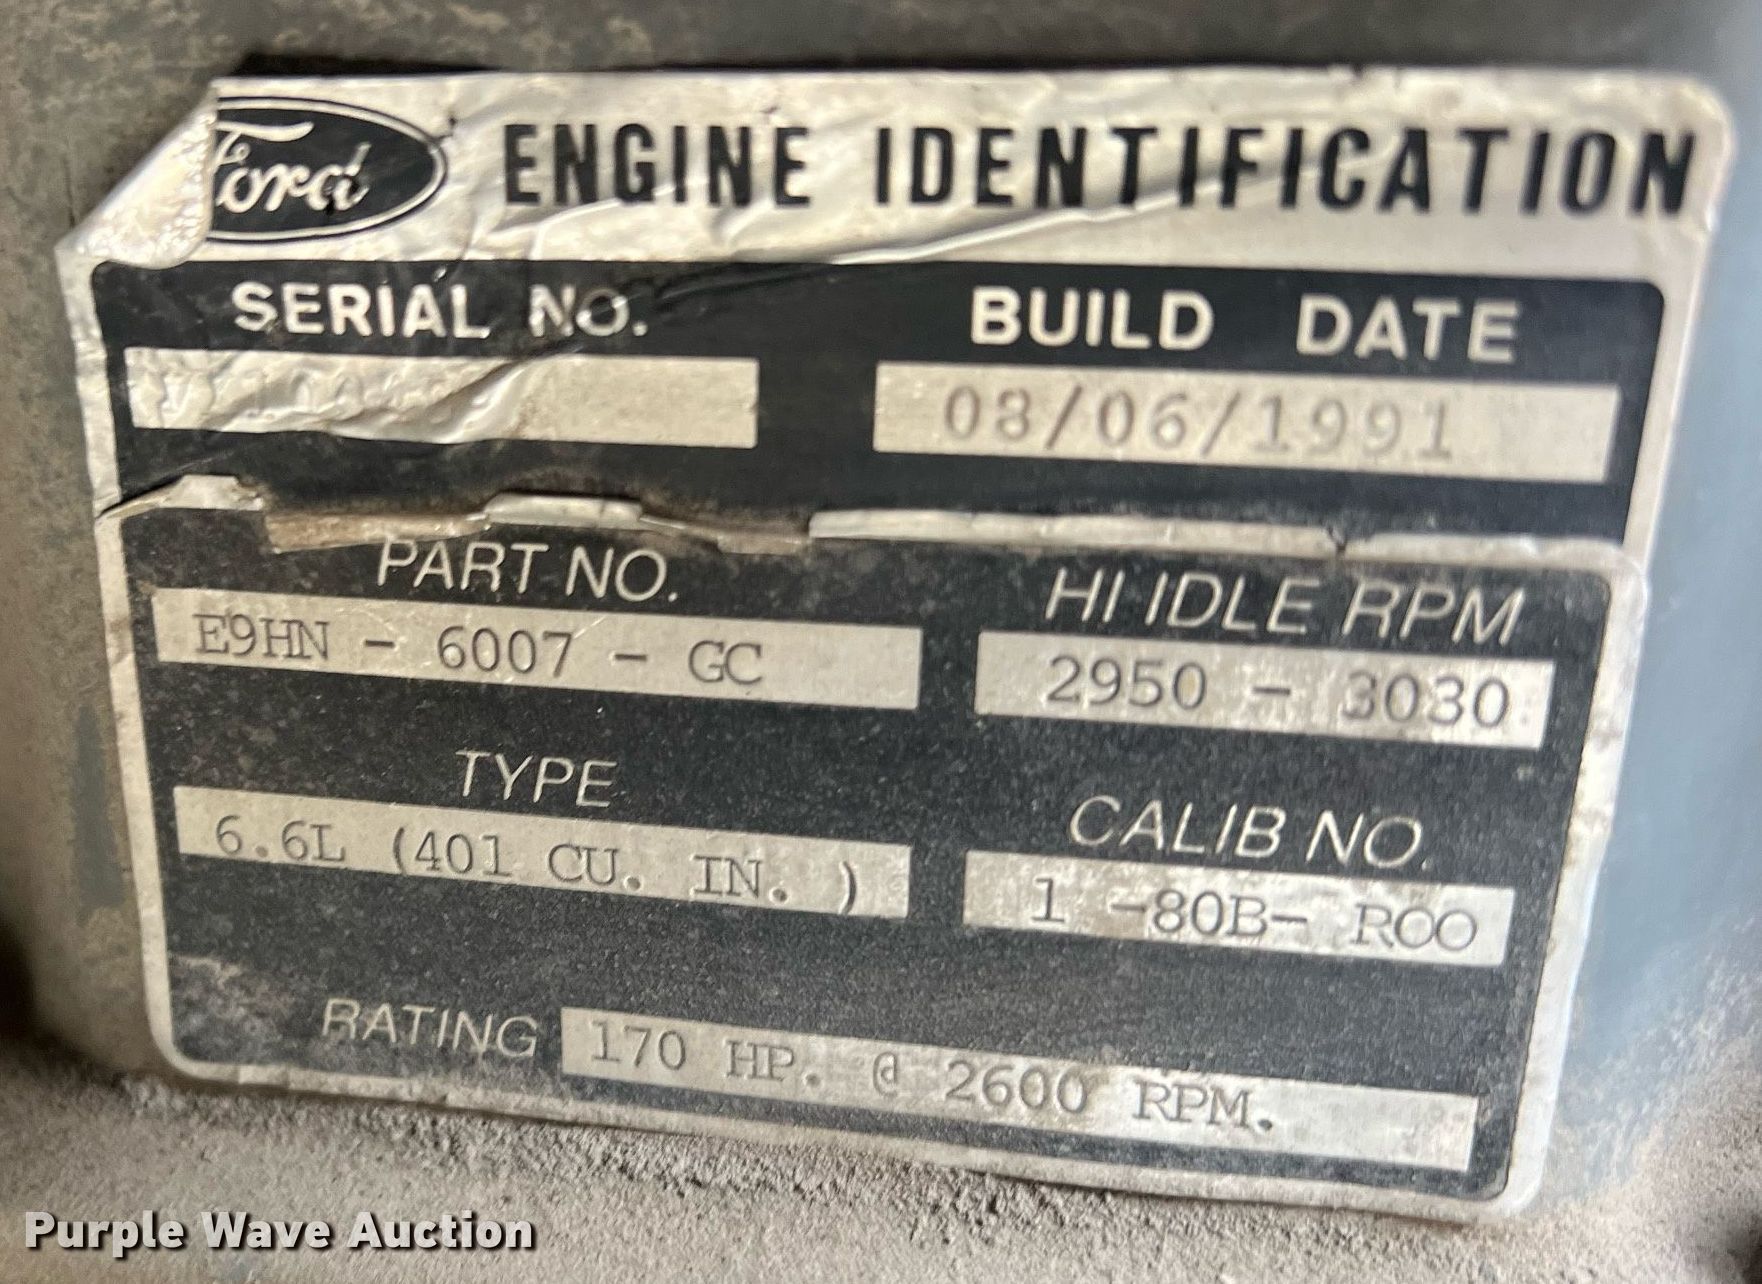 Ford ENGINE IDENTIFICATION
SERIAL NO. BUILD DATE
08/06/1991
PART NO. HI IDLE RPM
E9HN - 6007 - GC 2950 - 3030
TYPE CALIB NO.
6.6L (401 CU. IN. ) 1 -80B- R00
RATING 170 HP. @ 2600 RPM.
Purple Wave Auction